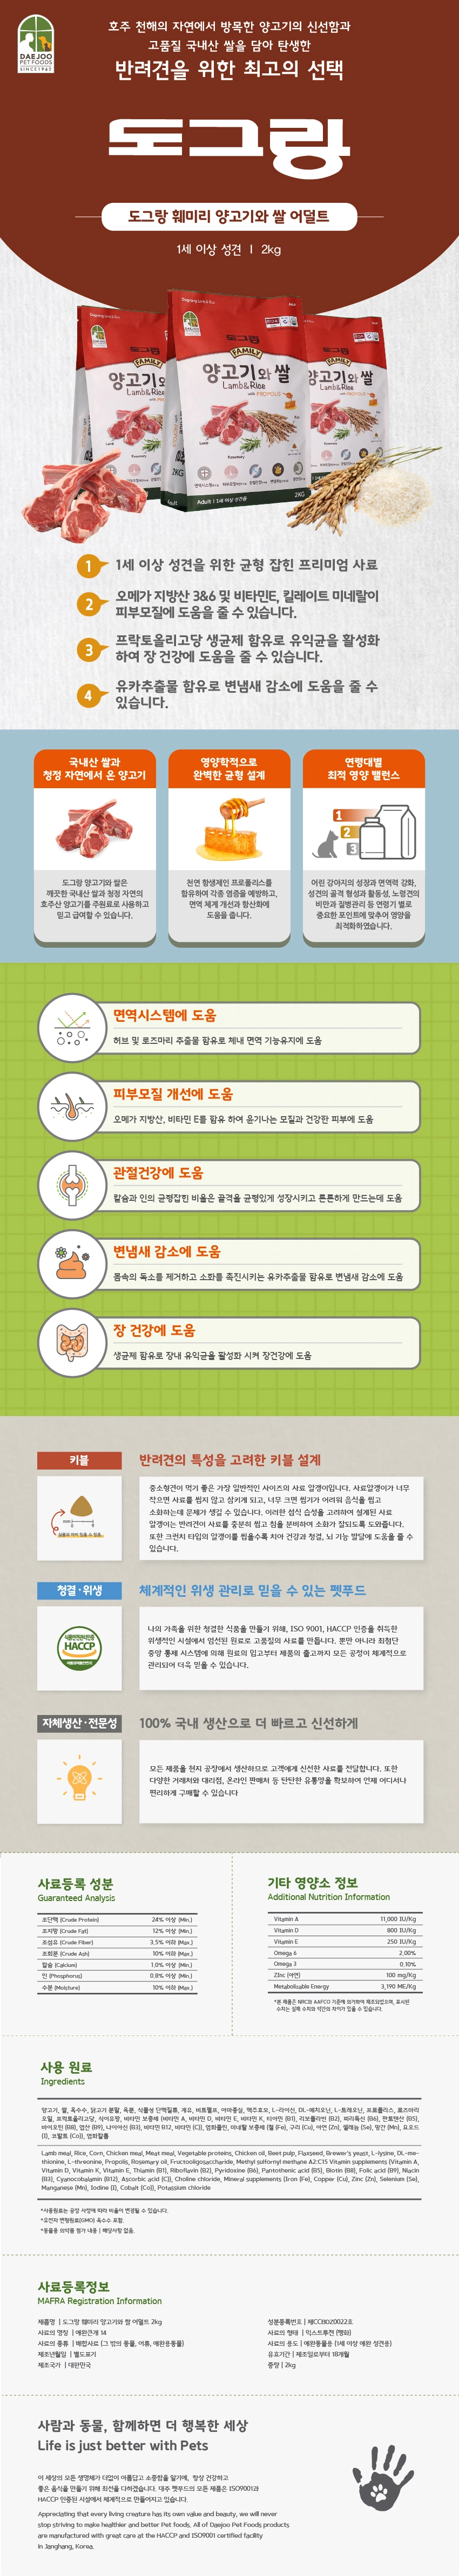 DAEJOO
PET FOODS
SINCE1962
호주 천해의 자연에서 방목한 양고기의 신선함과
고품질 국내산 쌀을 담아 탄생한
반려견을 위한 최고의 선택
도그랑
도그랑 훼미리 양고기와 쌀 어덜트
1세 이상 성견 | 2kg
도그랑
FAMILY
양고기와 쌀
Lamb&Rice
with PROPOLIS
Lamb
Rosemary
2KG
Adult | 1세 이상 성견용
2KG
1 1세 이상 성견을 위한 균형 잡힌 프리미엄 사료
2 오메가 지방산 3&6 및 비타민E, 킬레이트 미네랄이
피부모질에 도움을 줄 수 있습니다.
3 프락토올리고당 생균제 함유로 유익균을 활성화
하여 장 건강에 도움을 줄 수 있습니다.
4 유카추출물 함유로 변냄새 감소에 도움을 줄 수
있습니다.
국내산 쌀과
청정 자연에서 온 양고기
도그랑 양고기와 쌀은
깨끗한 국내산 쌀과 청정 자연의
호주산 양고기를 주원료로 사용하고
믿고 급여할 수 있습니다.
영양학적으로
완벽한 균형 설계
천연 항생제인 프로폴리스를
함유하여 각종 염증을 예방하고,
면역 체계 개선과 항산화에
도움을 줍니다.
연령대별
최적 영양 밸런스
1
2
3
어린 강아지의 성장과 면역력 강화,
성견의 골격 형성과 활동성, 노령견의
비만과 질병관리 등 연령기 별로
중요한 포인트에 맞추어 영양을
최적화하였습니다.
면역시스템에 도움
허브 및 로즈마리 추출물 함유로 체내 면역 기능유지에 도움
피부모질 개선에 도움
오메가 지방산, 비타민 E를 함유 하여 윤기나는 모질과 건강한 피부에 도움
관절건강에 도움
칼슘과 인의 균형잡힌 비율은 골격을 균형있게 성장시키고 튼튼하게 만드는데 도움
변냄새 감소에 도움
몸속의 독소를 제거하고 소화를 촉진시키는 유카추출물 함유로 변냄새 감소에 도움
장 건강에 도움
생균제 함유로 장내 유익균을 활성화 시켜 장건강에 도움
키블
반려견의 특성을 고려한 키블 설계
중소형견이 먹기 좋은 가장 일반적인 사이즈의 사료 알갱이입니다. 사료알갱이가 너무
작으면 사료를 씹지 않고 삼키게 되고, 너무 크면 씹기가 어려워 음식을 씹고
소화하는데 문제가 생길 수 있습니다. 이러한 섭식 습성을 고려하여 설계된 사료
알갱이는 반려견이 사료를 충분히 씹고 침을 분비하여 소화가 잘되도록 도와줍니다.
또한 크런치 타입의 알갱이를 씹을수록 치아 건강과 청결, 뇌 기능 발달에 도움을 줄 수
있습니다.
청결·위생
체계적인 위생 관리로 믿을 수 있는 펫푸드
HACCP
나의 가족을 위한 청결한 식품을 만들기 위해, ISO 9001, HACCP 인증을 취득한
위생적인 시설에서 엄선된 원료로 고품질의 사료를 만듭니다. 뿐만 아니라 최첨단
중앙 통제 시스템에 의해 원료의 입고부터 제품의 출고까지 모든 공정이 체계적으로
관리되어 더욱 믿을 수 있습니다.
자체생산·전문성
100% 국내 생산으로 더 빠르고 신선하게
모든 제품을 현지 공장에서 생산하므로 고객에게 신선한 사료를 전달합니다. 또한
다양한 거래처와 대리점, 온라인 판매처 등 탄탄한 유통망을 확보하여 언제 어디서나
편리하게 구매할 수 있습니다
사료등록 성분
Guaranteed Analysis
조단백 (Crude Protein) 24% 이상 (Min.)
조지방 (Crude Fat) 12% 이상 (Min.)
조섬유 (Crude Fiber) 3.5% 이하 (Max.)
조회분 (Crude Ash) 10% 이하 (Max.)
칼슘 (Calcium) 1.0% 이상 (Min.)
인 (Phosphorus) 0.8% 이상 (Min.)
수분 (Moisture) 10% 이하 (Max.)
기타 영양소 정보
Additional Nutrition Information
Vitamin A 11,000 IU/Kg
Vitamin D 800 IU/Kg
Vitamin E 250 IU/Kg
Omega 6 2.00%
Omega 3 0.10%
Zinc (아연) 100 mg/Kg
Metabolisable Energy 3,190 ME/Kg
*본 제품은 NRC와 AAFCO 기준에 의거하여 제조되었으며, 표시된
수치는 실제 수치와 약간의 차이가 있을 수 있습니다.
사용 원료
Ingredients
양고기, 쌀, 옥수수, 닭고기 분말, 육분, 식물성 단백질류, 계유, 비트펄프, 아마종실, 맥주효모, L-라이신, DL-메치오닌, L-트레오닌, 프로폴리스, 로즈마리
오일, 프락토올리고당, 식이유황, 비타민 보충제 (비타민 A, 비타민 D, 비타민 E, 비타민 K, 티아민 (B1), 리보플라빈 (B2), 피리독신 (B6), 판토텐산 (B5),
바이오틴 (B8), 엽산 (B9), 나이아신 (B3), 비타민 B12, 비타민 (C)), 염화콜린, 미네랄 보충제 (철 (Fe), 구리 (Cu), 아연 (Zn), 셀레늄 (Se), 망간 (Mn), 요오드
(I), 코발트 (Co)), 염화칼륨
Lamb meal, Rice, Corn, Chicken meal, Meat meal, Vegetable proteins, Chicken oil, Beet pulp, Flaxseed, Brewer's yeast, L-lysine, DL-me-
thionine, L-threonine, Propolis, Rosemary oil, Fructooligosaccharide, Methyl sulfonyl methane A2:C15 Vitamin supplements (Vitamin A,
Vitamin D, Vitamin K, Vitamin E, Thiamin (B1), Riboflavin (B2), Pyridoxine (B6), Pantothenic acid (B5), Biotin (B8), Folic acid (B9), Niacin
(B3), Cyanocobalamin (B12), Ascorbic acid (C)), Choline chloride, Mineral supplements (Iron (Fe), Copper (Cu), Zinc (Zn), Selenium (Se),
Manganese (Mn), Iodine (I), Cobalt (Co)), Potassium chloride
*사용원료는 공장 사정에 따라 비율이 변경될 수 있습니다.
*유전자 변형원료(GMO) 옥수수 포함.
*동물용 의약품 첨가 내용 | 해당사항 없음.
사료등록정보
MAFRA Registration Information
제품명 | 도그랑 훼미리 양고기와 쌀 어덜트 2kg
사료의 명칭 | 애완견개 14
사료의 종류 | 배합사료 (그 밖의 동물, 어류, 애완용동물)
제조년월일 | 별도표기
제조국가 | 대한민국
성분등록번호 | 제CCBOZ0022호
사료의 형태 | 익스트루전 (펠화)
사료의 용도 | 애완동물용 (1세 이상 애완 성견용)
유효기간 | 제조일로부터 18개월
중량 | 2kg
사람과 동물, 함께하면 더 행복한 세상
Life is just better with Pets
이 세상의 모든 생명체가 더없이 아름답고 소중함을 알기에, 항상 건강하고
좋은 음식을 만들기 위해 최선을 다하겠습니다. 대주 펫푸드의 모든 제품은 ISO9001과
HACCP 인증된 시설에서 체계적으로 만들어지고 있습니다.
Appreciating that every living creature has its own value and beauty, we will never
stop striving to make healthier and better Pet foods. All of Daejoo Pet Foods products
are manufactured with great care at the HACCP and ISO9001 certified facility
in Janghang, Korea.